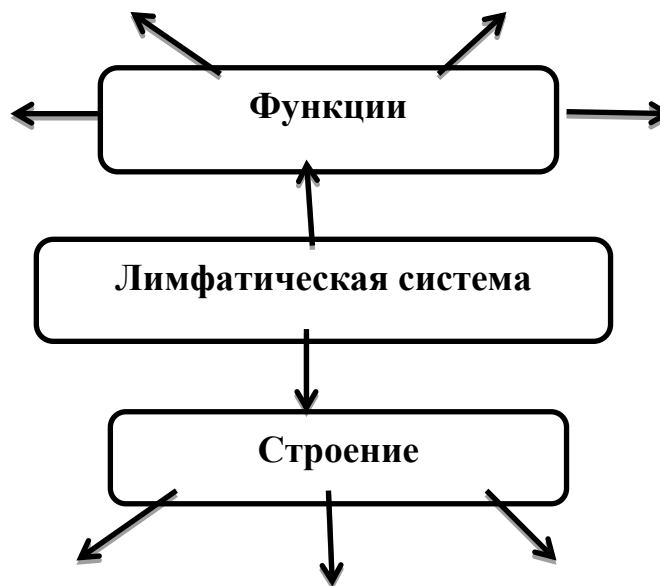 Функции
Лимфатическая система
Строение